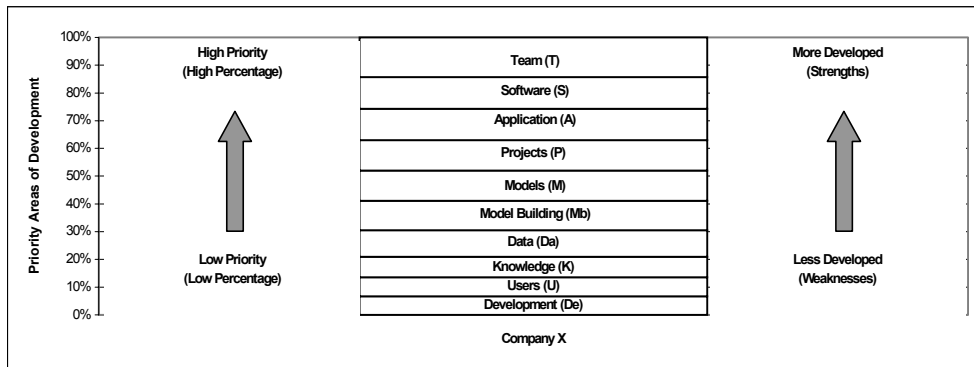 Priority Areas of Development
100%
90%
80%
70%
60%
50%
40%
30%
20%
10%
0%
High Priority
(High Percentage)
Low Priority
(Low Percentage)
Team (T)
Software (S)
Application (A)
Projects (P)
Models (M)
Model Building (Mb)
Data (Da)
Knowledge (K)
Users (U)
Development (De)
More Developed
(Strengths)
Less Developed
(Weaknesses)
Company X